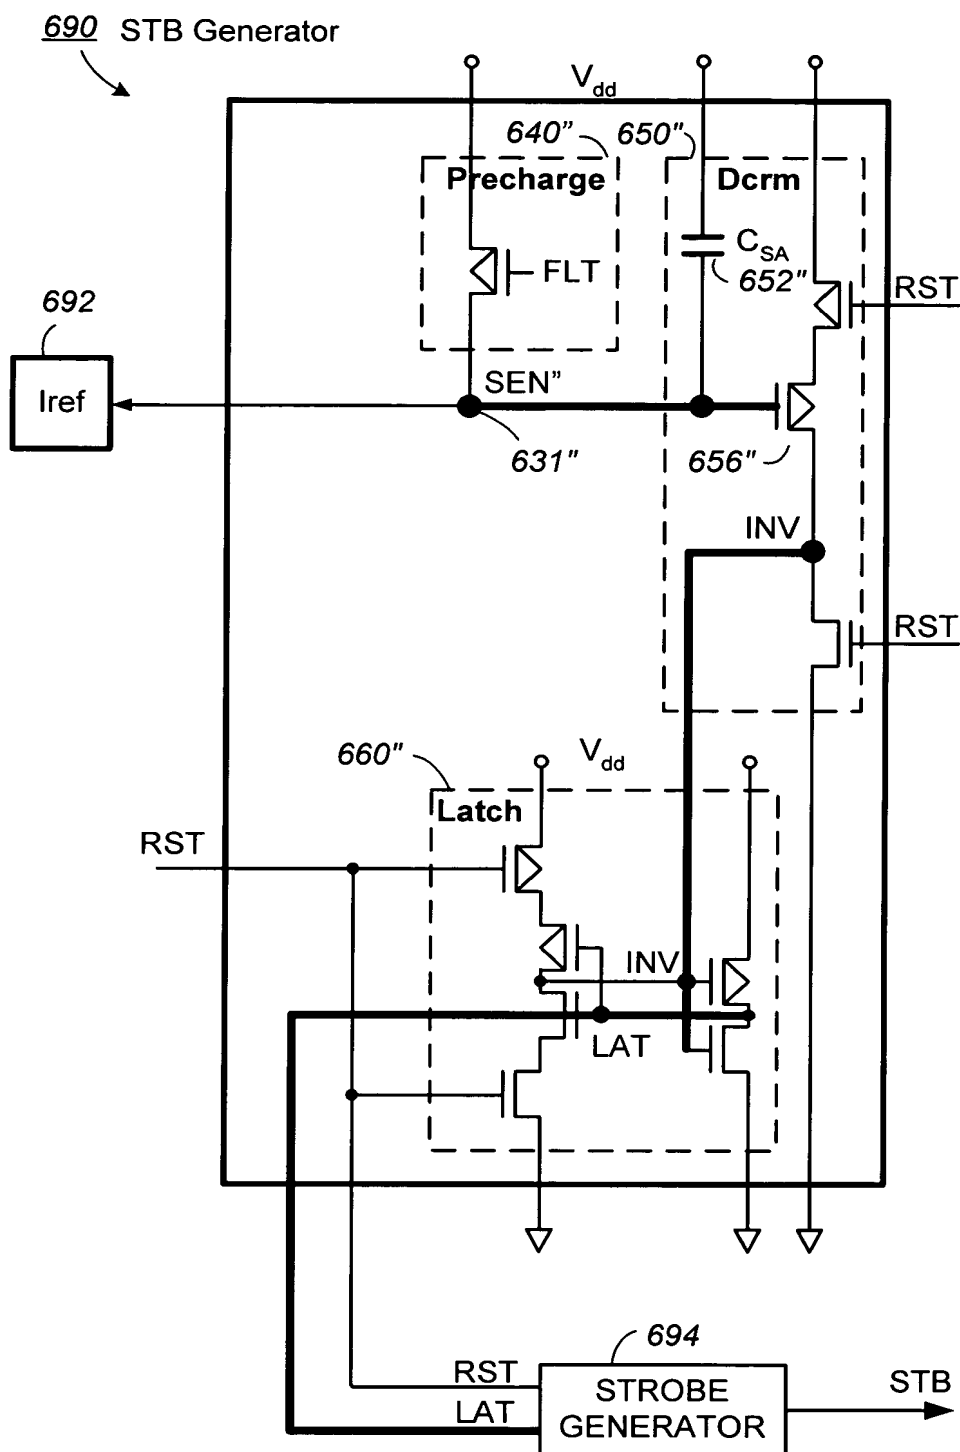 690 STB Generator
Vdd
640" 650"
Precharge Dcrm
CSA
652"
FLT
RST
692
SEN"
Iref
631"
656"
INV
RST
660"
Vdd
Latch
RST
INV
LAT
694
RST
STROBE
STB
LAT
GENERATOR